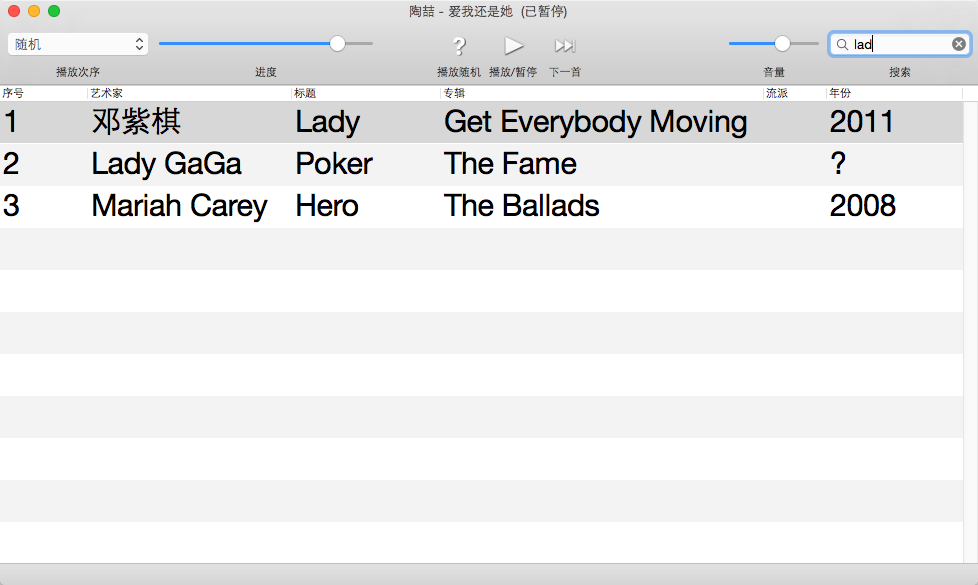 陶喆 - 爱我还是她 (已暂停)
随机 lad
播放次序 进度 播放随机 播放/暂停 下一首 音量 搜索
序号 艺术家 标题 专辑 流派 年份
1 邓紫棋 Lady Get Everybody Moving 2011
2 Lady GaGa Poker The Fame ?
3 Mariah Carey Hero The Ballads 2008